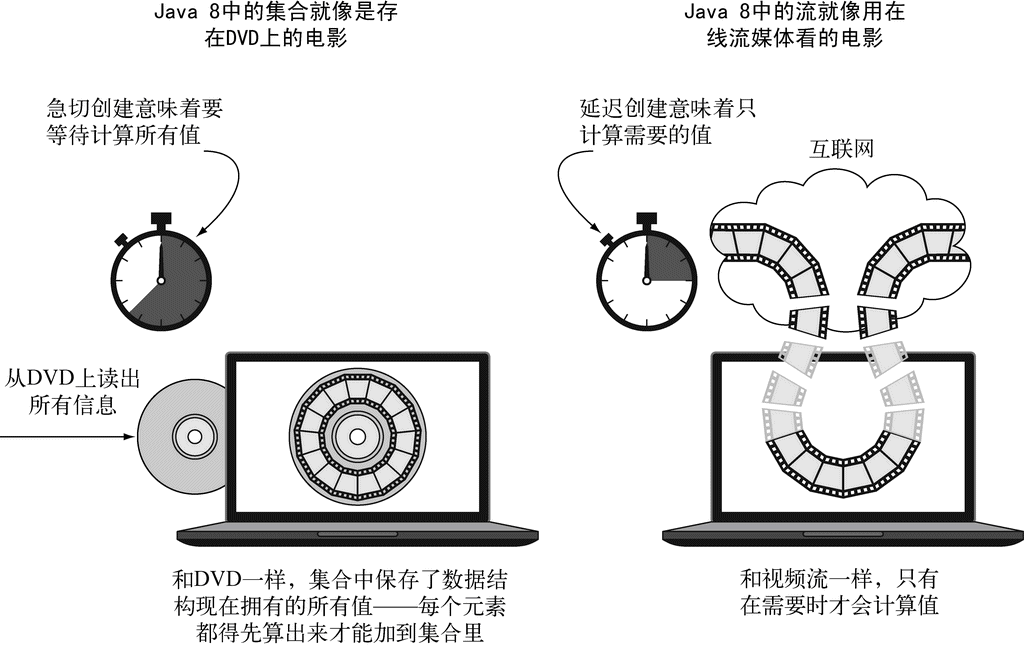 Java 8中的集合就像是存
在DVD上的电影
急切创建意味着要
等待计算所有值
从DVD上读出
所有信息
和DVD一样，集合中保存了数据结
构现在拥有的所有值——每个元素
都得先算出来才能加到集合里
Java 8中的流就像用在
线流媒体看的电影
延迟创建意味着只
计算需要的值
互联网
和视频流一样，只有
在需要时才会计算值